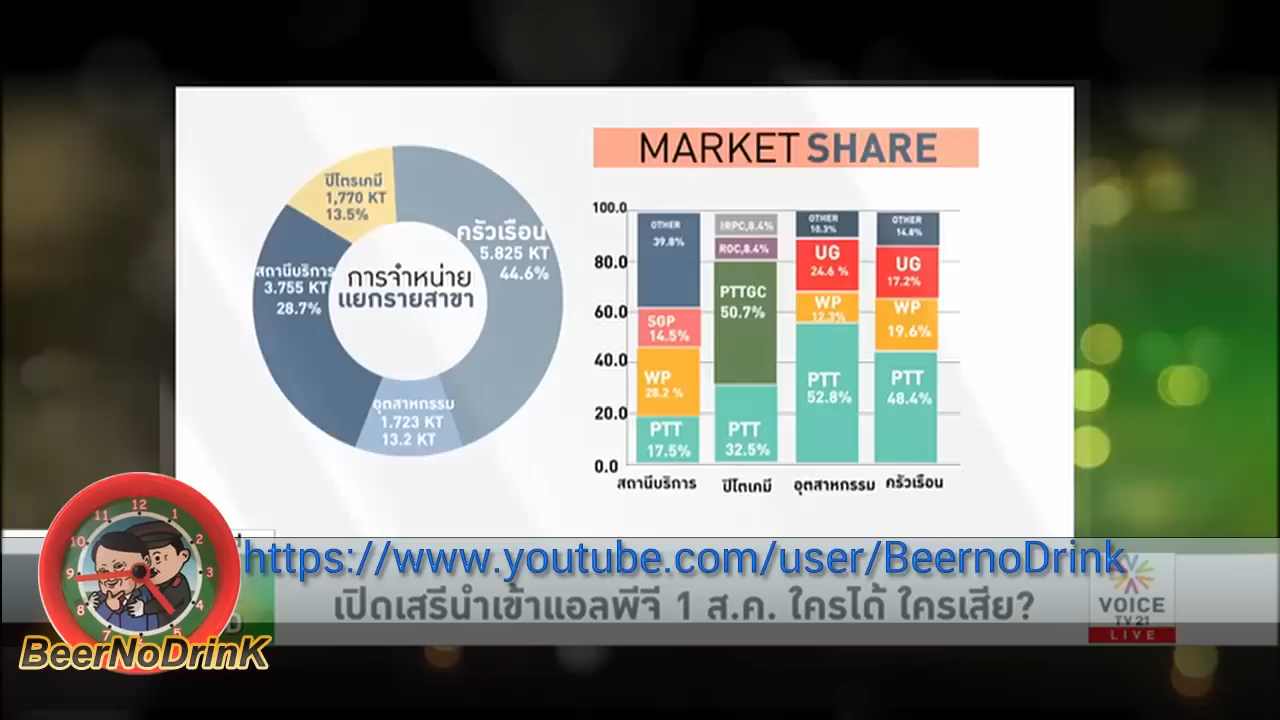 MARKET SHARE
ปิโตรเคมี
1,770 KT
13.5%
ครัวเรือน
5.825 KT
44.6%
สถานีบริการ
3.755 KT
28.7%
การจำหน่าย
แยกรายสาขา
อุตสาหกรรม
1.723 KT
13.2 KT
100.0
80.0
60.0
40.0
20.0
0.0
OTHER
39.8%
SGP
14.5%
WP
28.2 %
PTT
17.5%
IRPC,8.4%
ROC,8.4%
PTTGC
50.7%
PTT
32.5%
OTHER
10.3%
UG
24.6 %
WP
12.3%
PTT
52.8%
OTHER
14.8%
UG
17.2%
WP
19.6%
PTT
48.4%
สถานีบริการ
ปิโตเคมี
อุตสาหกรรม
ครัวเรือน
https://www.youtube.com/user/BeernoDrink
เปิดเสรีนำเข้าแอลพีจี 1 ส.ค. ใครได้ ใครเสีย?
VOICE
TV 21
LIVE
12
1
2
3
4
7
8
9
10
11
BeerNoDrinK